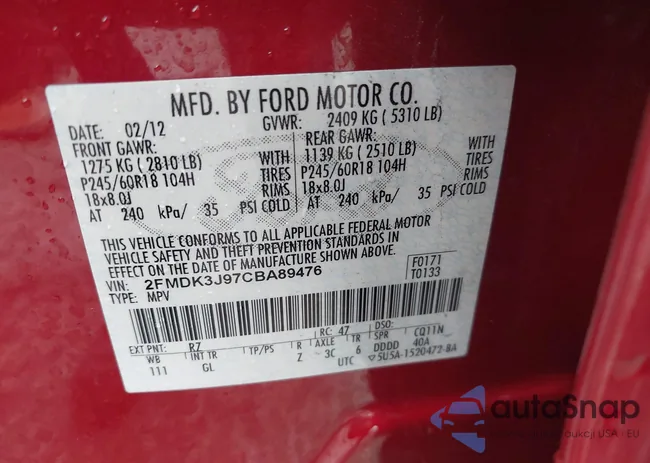 MFD. BY FORD MOTOR CO.
DATE: 02/12 GVWR: 2409 KG ( 5310 LB)
FRONT GAWR: REAR GAWR:
1275 KG ( 2810 LB) WITH 1139 KG ( 2510 LB) WITH
P245/60R18 104H TIRES P245/60R18 104H TIRES
18x8.0J RIMS 18x8.0J RIMS
AT 240 kPa/ 35 PSI COLD AT 240 kPa/ 35 PSI COLD
THIS VEHICLE CONFORMS TO ALL APPLICABLE FEDERAL MOTOR
VEHICLE SAFETY AND THEFT PREVENTION STANDARDS IN
EFFECT ON THE DATE OF MANUFACTURE SHOWN ABOVE.
VIN: 2FMDK3J97CBA89476 F0171
TYPE: MPV T0133
EXT PNT: R7 RC: 47 DSO:
WB INT TR TP/PS R AXLE TR SPR CQ11N
111 GL Z 3C 6 DDDD 40A
UTC 5USA-1520472-BA
autoSnap
USA - EU